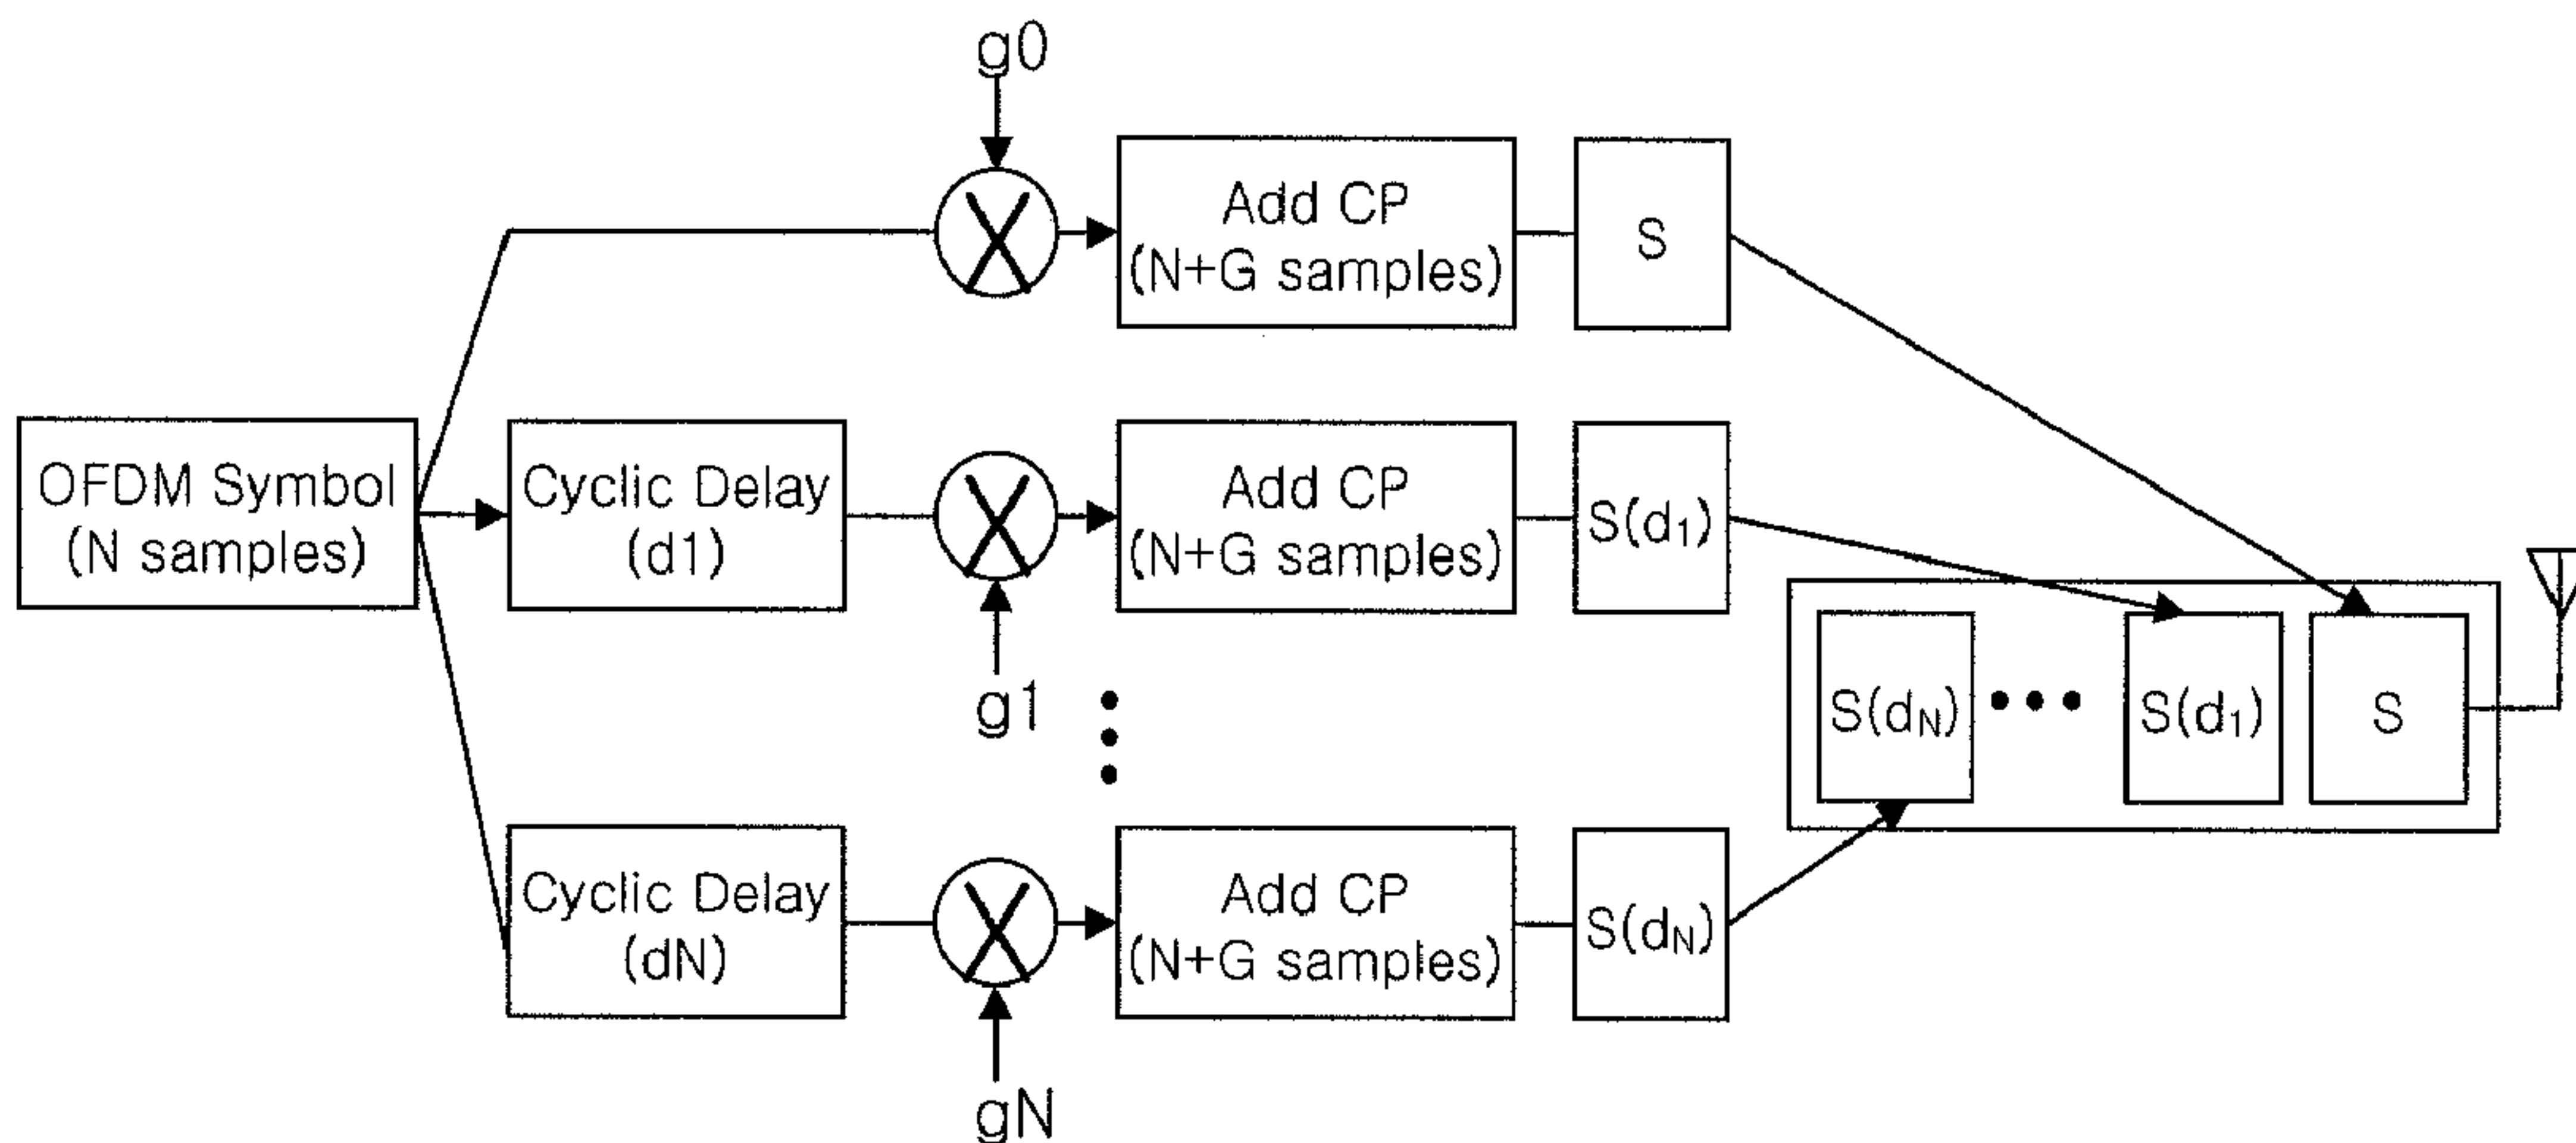 g0
Add CP
(N+G samples)
S
OFDM Symbol
(N samples)
Cyclic Delay
(d1)
g1
Add CP
(N+G samples)
S(d1)
Cyclic Delay
(dN)
gN
Add CP
(N+G samples)
S(dN)
S(dN)
S(d1)
S